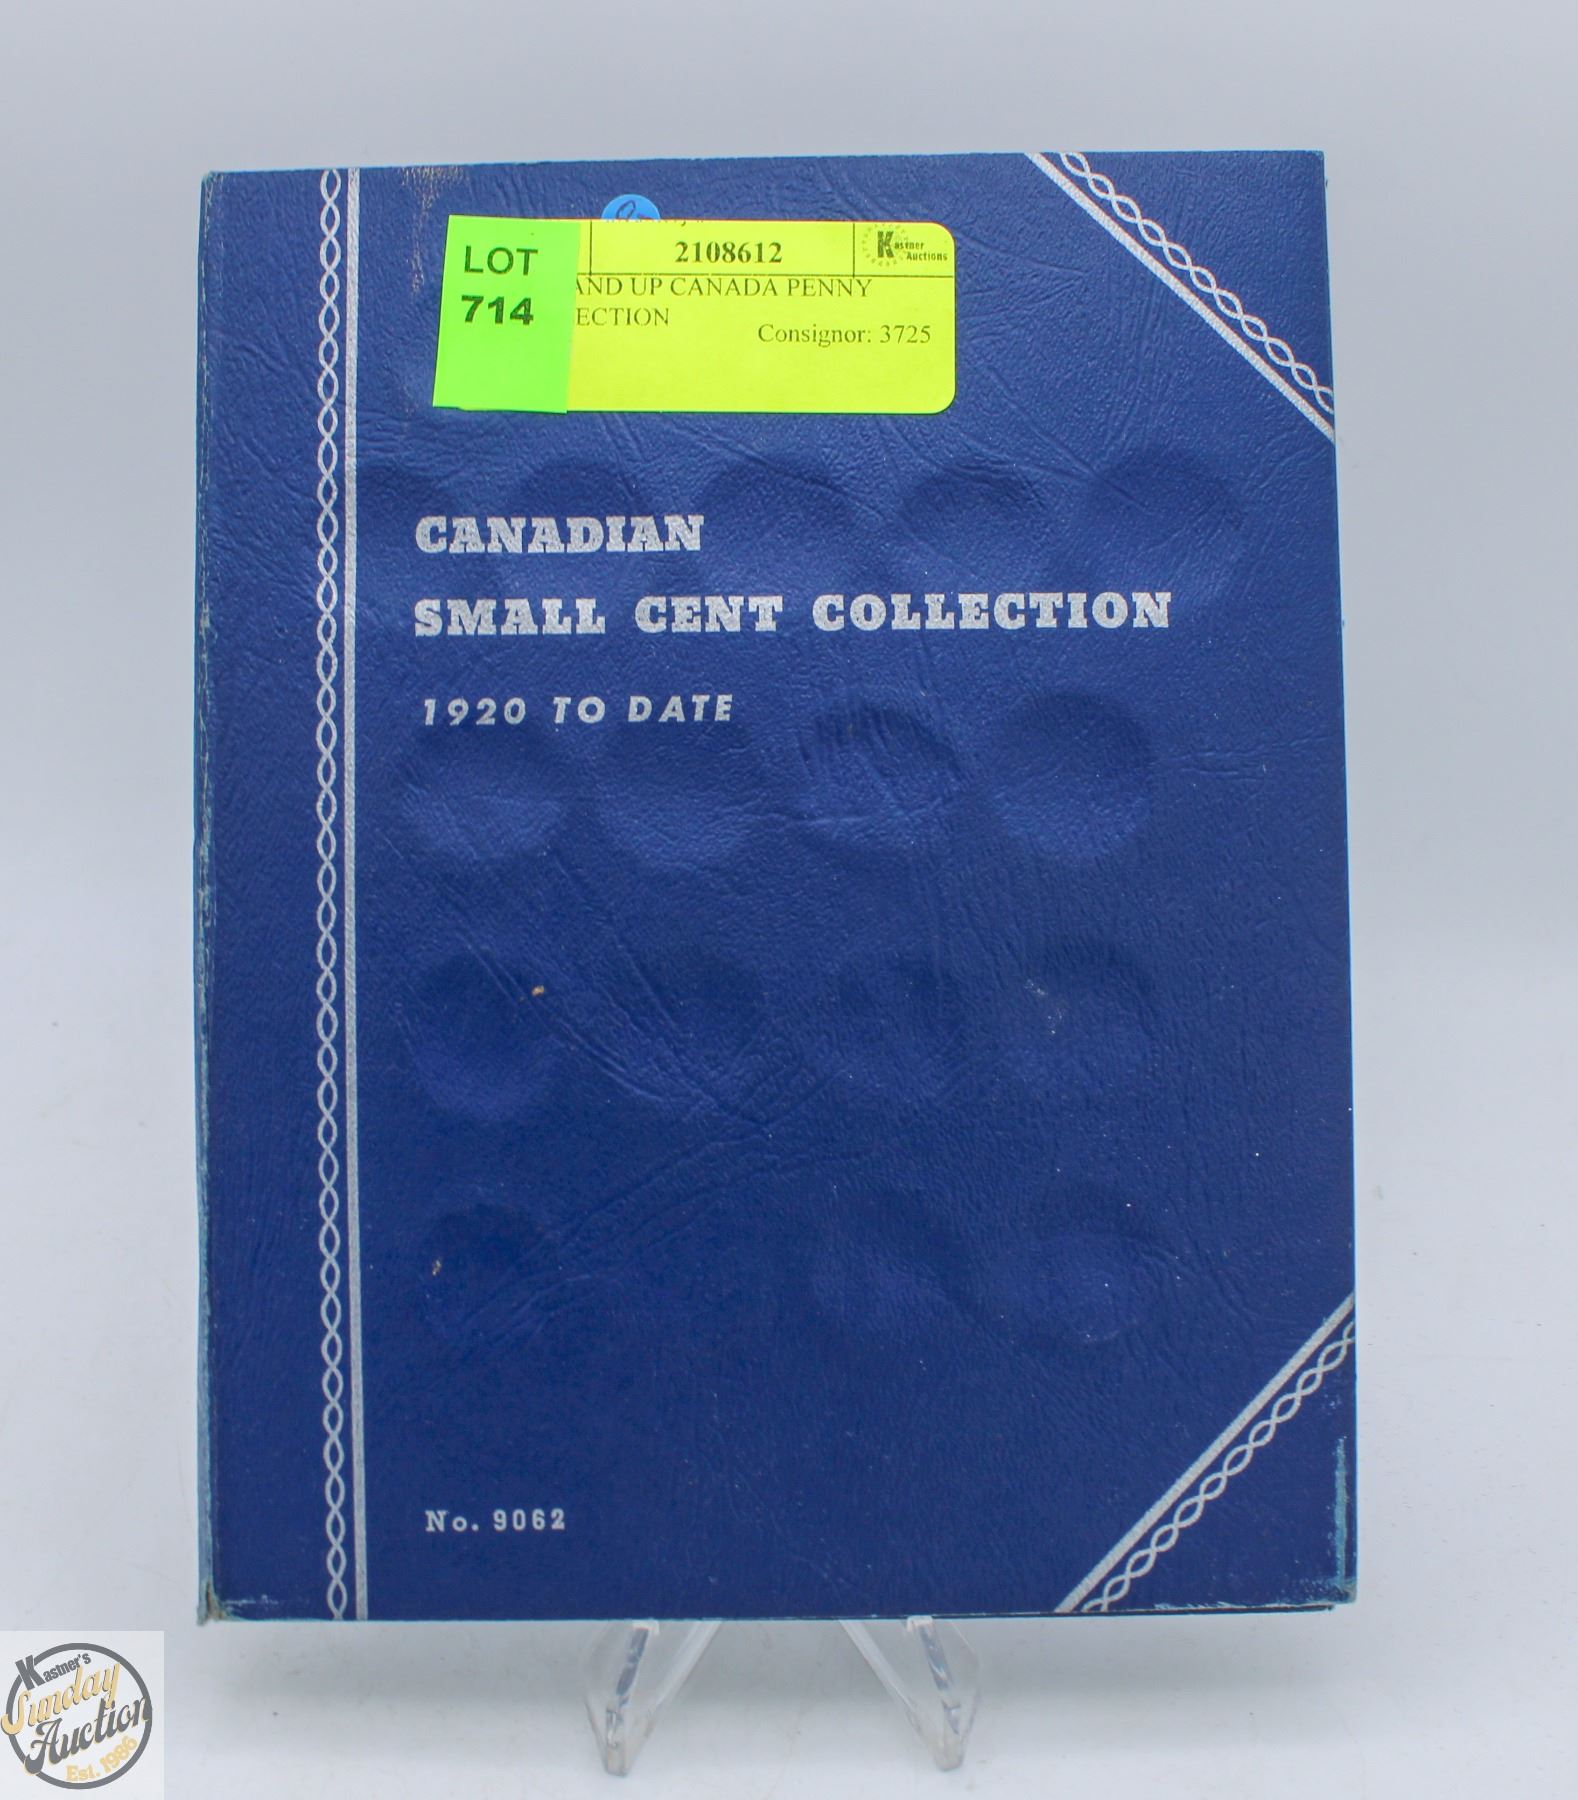 LOT
714
2108612
Kastner
Auctions
AND UP CANADA PENNY
ECTION
Consignor: 3725
CANADIAN
SMALL CENT COLLECTION
1920 TO DATE
No. 9062
Kastner's
Sunday
Auction
Est. 1986